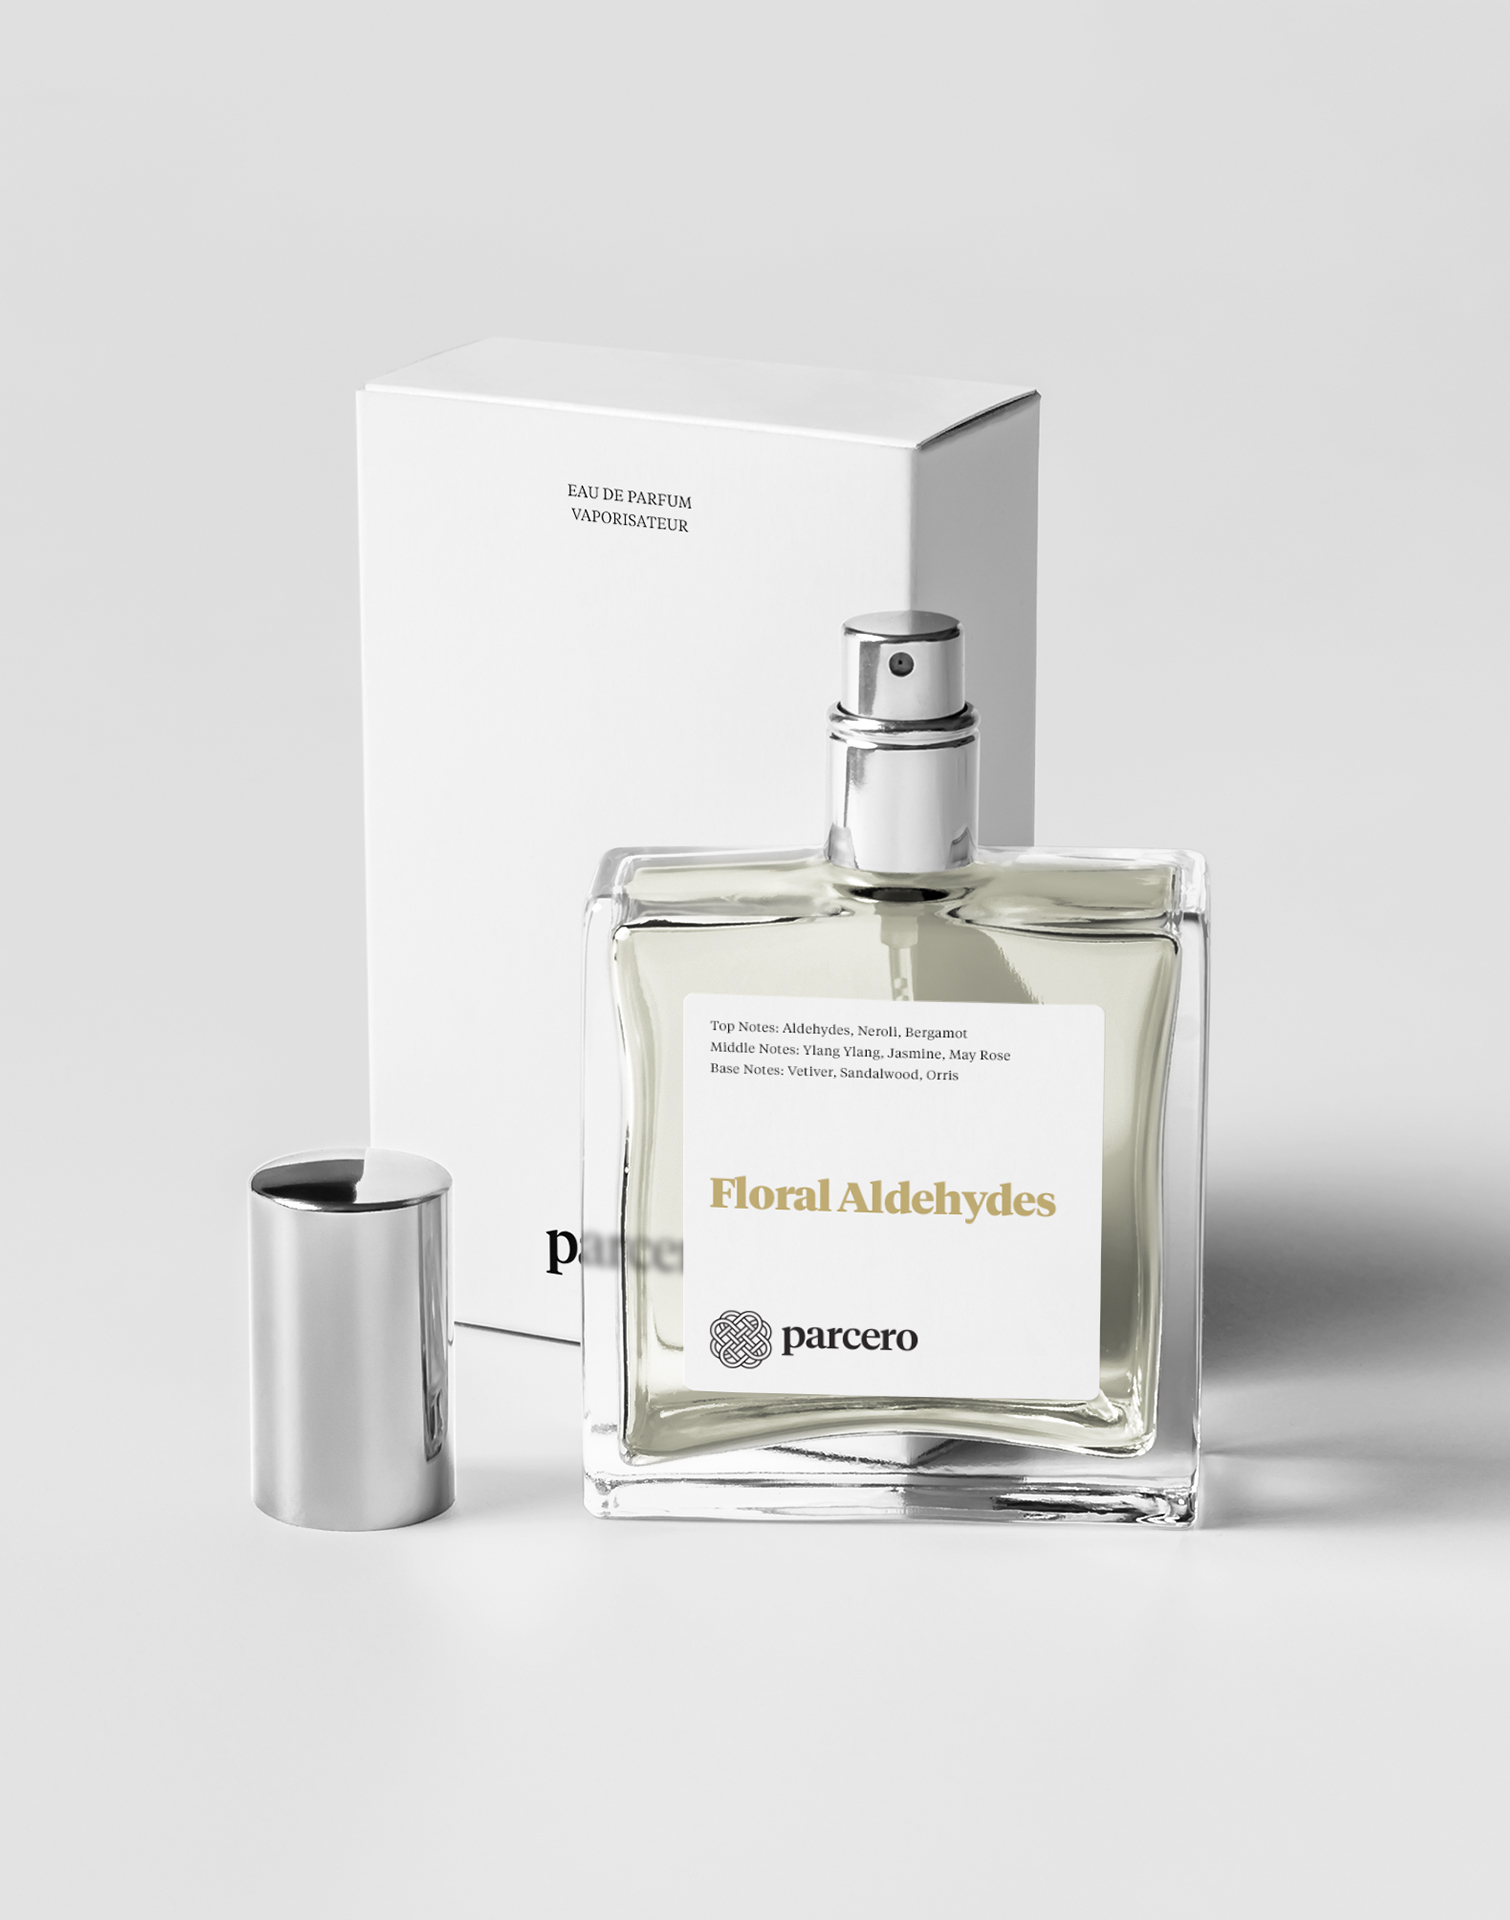 EAU DE PARFUM
VAPORISATEUR
Top Notes: Aldehydes, Neroli, Bergamot
Middle Notes: Ylang Ylang, Jasmine, May Rose
Base Notes: Vetiver, Sandalwood, Orris
Floral Aldehydes
parcero